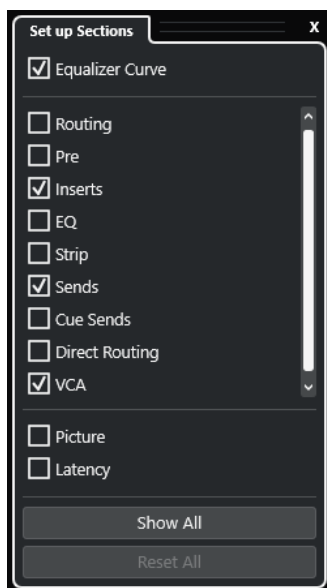 Set up Sections X
Equalizer Curve
Routing
Pre
Inserts
EQ
Strip
Sends
Cue Sends
Direct Routing
VCA
Picture
Latency
Show All
Reset All